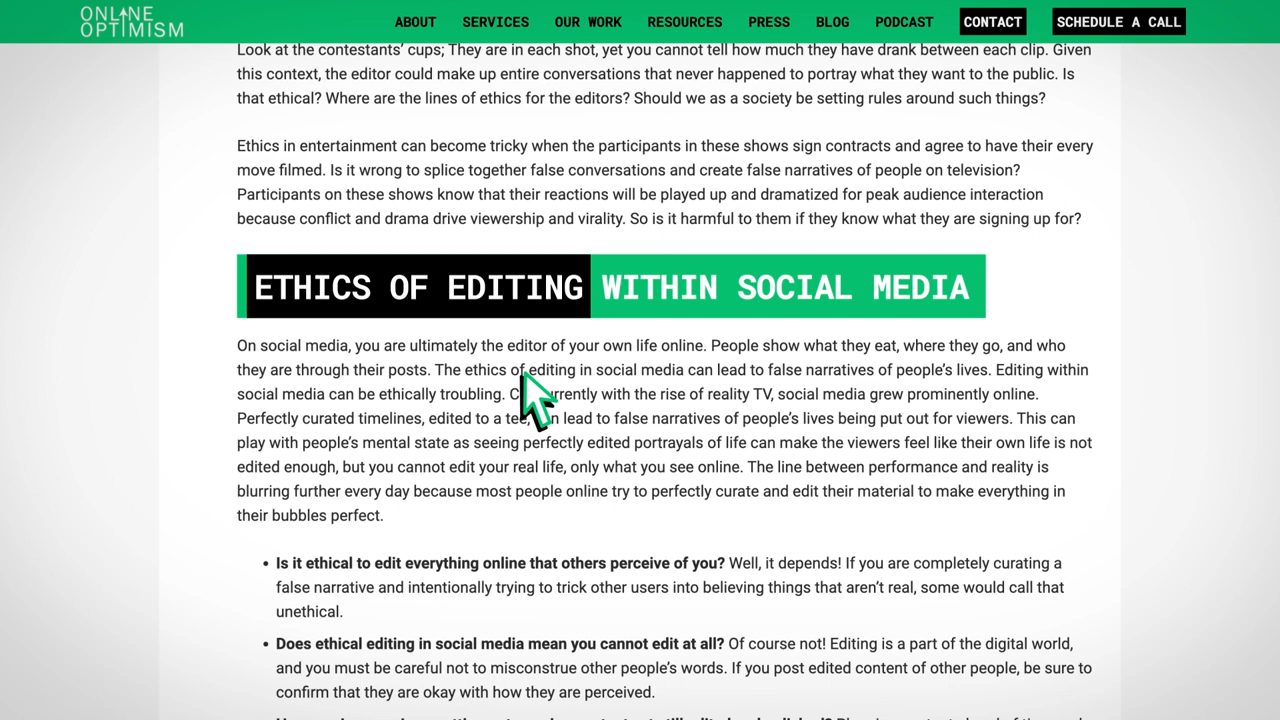 ONLINE
OPTIMISM
ABOUT SERVICES OUR WORK RESOURCES PRESS BLOG PODCAST CONTACT SCHEDULE A CALL
Look at the contestants’ cups; They are in each shot, yet you cannot tell how much they have drank between each clip. Given
this context, the editor could make up entire conversations that never happened to portray what they want to the public. Is
that ethical? Where are the lines of ethics for the editors? Should we as a society be setting rules around such things?
Ethics in entertainment can become tricky when the participants in these shows sign contracts and agree to have their every
move filmed. Is it wrong to splice together false conversations and create false narratives of people on television?
Participants on these shows know that their reactions will be played up and dramatized for peak audience interaction
because conflict and drama drive viewership and virality. So is it harmful to them if they know what they are signing up for?
ETHICS OF EDITING WITHIN SOCIAL MEDIA
On social media, you are ultimately the editor of your own life online. People show what they eat, where they go, and who
they are through their posts. The ethics of editing in social media can lead to false narratives of people’s lives. Editing within
social media can be ethically troubling. with the rise of reality TV, social media grew prominently online.
Perfectly curated timelines, edited to a tee, lead to false narratives of people’s lives being put out for viewers. This can
play with people’s mental state as seeing perfectly edited portrayals of life can make the viewers feel like their own life is not
edited enough, but you cannot edit your real life, only what you see online. The line between performance and reality is
blurring further every day because most people online try to perfectly curate and edit their material to make everything in
their bubbles perfect.
• Is it ethical to edit everything online that others perceive of you? Well, it depends! If you are completely curating a
false narrative and intentionally trying to trick other users into believing things that aren’t real, some would call that
unethical.
• Does ethical editing in social media mean you cannot edit at all? Of course not! Editing is a part of the digital world,
and you must be careful not to misconstrue other people’s words. If you post edited content of other people, be sure to
confirm that they are okay with how they are perceived.